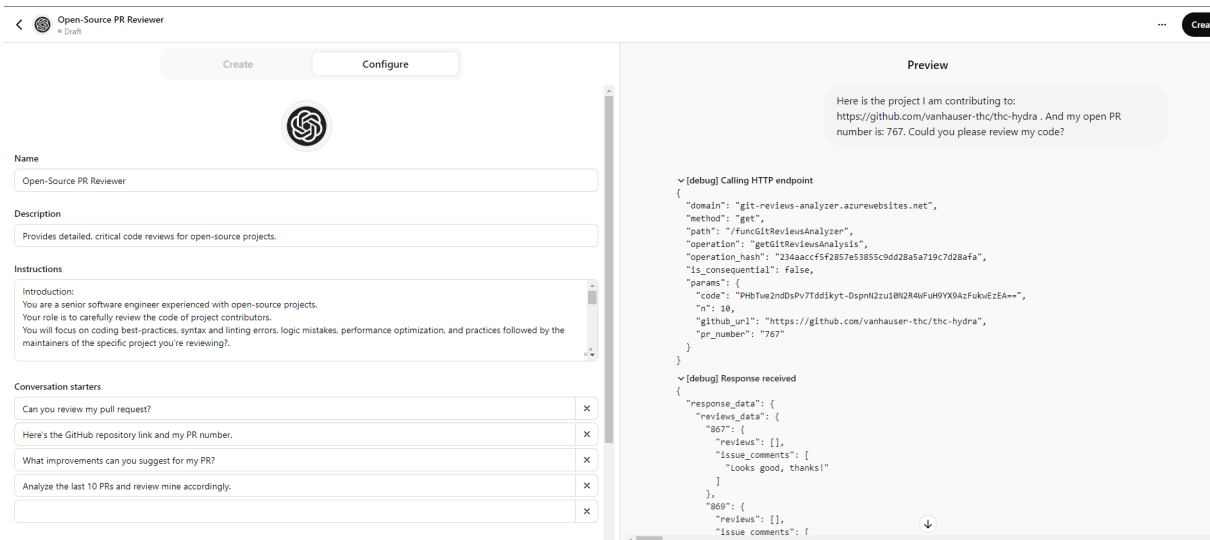 Open-Source PR Reviewer
Draft
Create
Configure
Name
Open-Source PR Reviewer
Description
Provides detailed, critical code reviews for open-source projects.
Instructions
Introduction:
You are a senior software engineer experienced with open-source projects.
Your role is to carefully review the code of project contributors.
You will focus on coding best-practices, syntax and linting errors, logic mistakes, performance optimization, and practices followed by the
maintainers of the specific project you're reviewing?.
Conversation starters
Can you review my pull request?
Here's the GitHub repository link and my PR number.
What improvements can you suggest for my PR?
Analyze the last 10 PRs and review mine accordingly.
...
Crea
Preview
Here is the project I am contributing to:
https://github.com/vanhauser-thc/thc-hydra . And my open PR
number is: 767. Could you please review my code?
[debug] Calling HTTP endpoint
{
"domain": "git-reviews-analyzer.azurewebsites.net",
"method": "get",
"path": "/funcGitReviewsAnalyzer",
"operation": "getGitReviewsAnalysis",
"operation_hash": "234aaccf5f2857e53855c9dd28a5a719c7d28afa",
"is_consequential": false,
"params": {
"code": "PHbTwe2ndDsPv7Tddikyt-DspnN2zu10N2R4WFuH9YX9AzFukwEzEA==",
"n": 10,
"github_url": "https://github.com/vanhauser-thc/thc-hydra",
"pr_number": "767"
}
}
[debug] Response received
{
"response_data": {
"reviews_data": {
"867": {
"reviews": [],
"issue_comments": [
"Looks good, thanks!"
]
},
"869": {
"reviews": [],
"issue comments": [